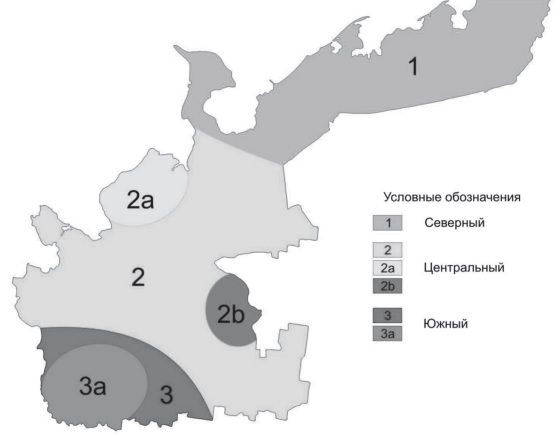 1
2a
2
2b
3a
3
Условные обозначения
1 Северный
2
2a Центральный
2b
3 Южный
3a